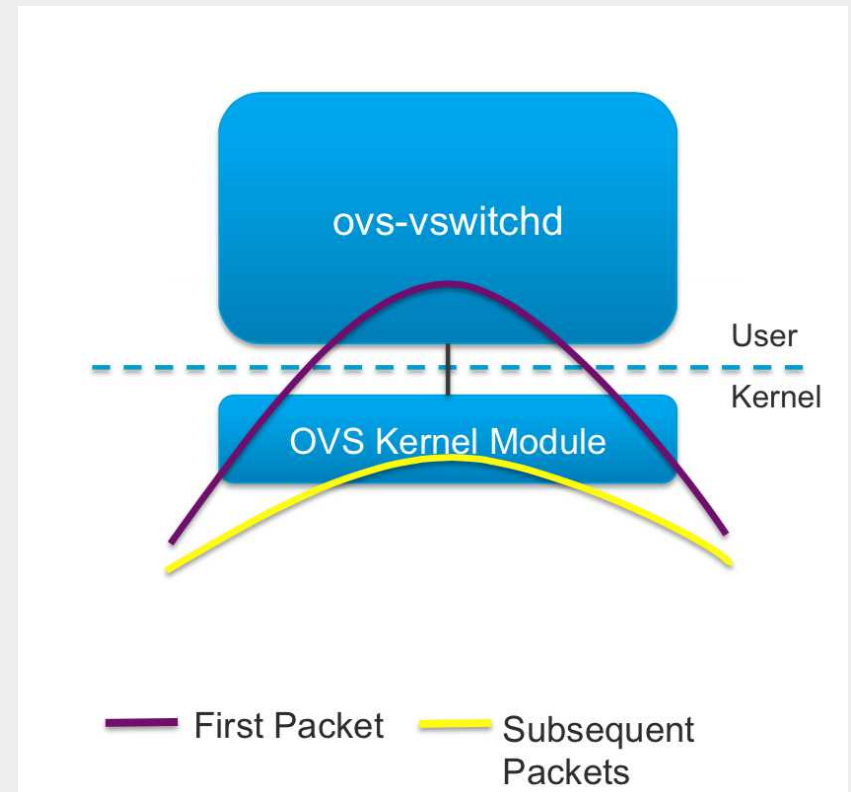 ovs-vswitchd
User
Kernel
OVS Kernel Module
First Packet
Subsequent
Packets